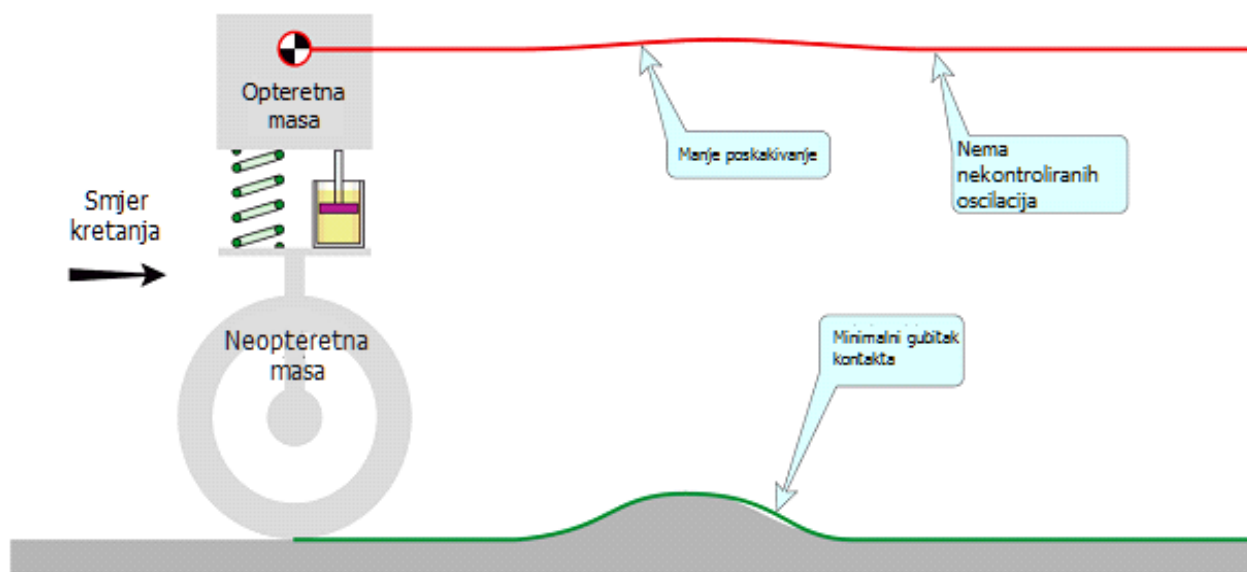 Opteretna
masa
Manje poskakivanje
Nema
nekontroliranih
oscilacija
Smjer
kretanja
Neopteretna
masa
Minimalni gubitak
kontakta